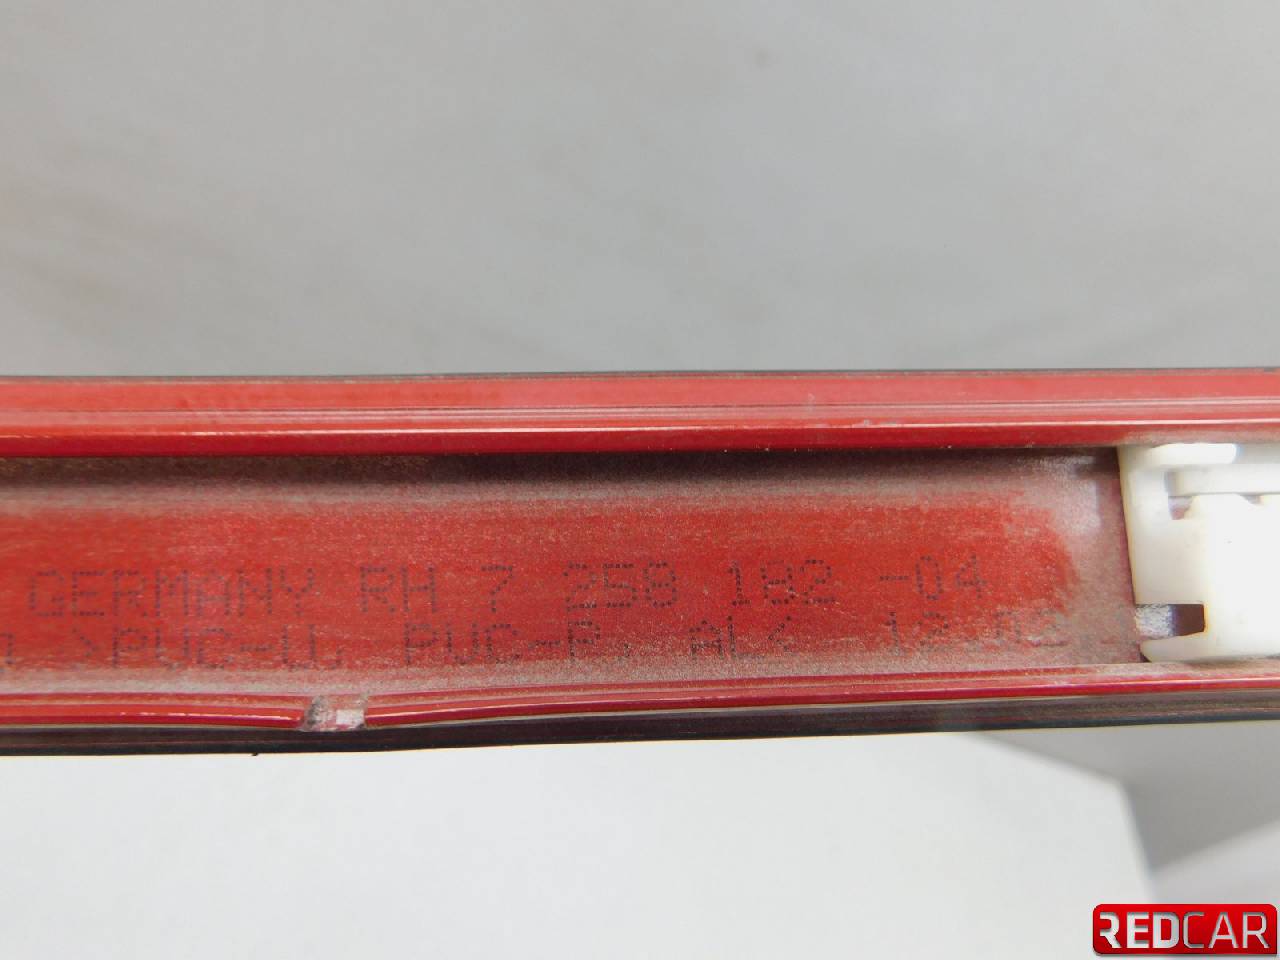 GERMANY RH 7 258 182 -04
>PVC-U, PVC-P, AL< 12.03
REDCAR